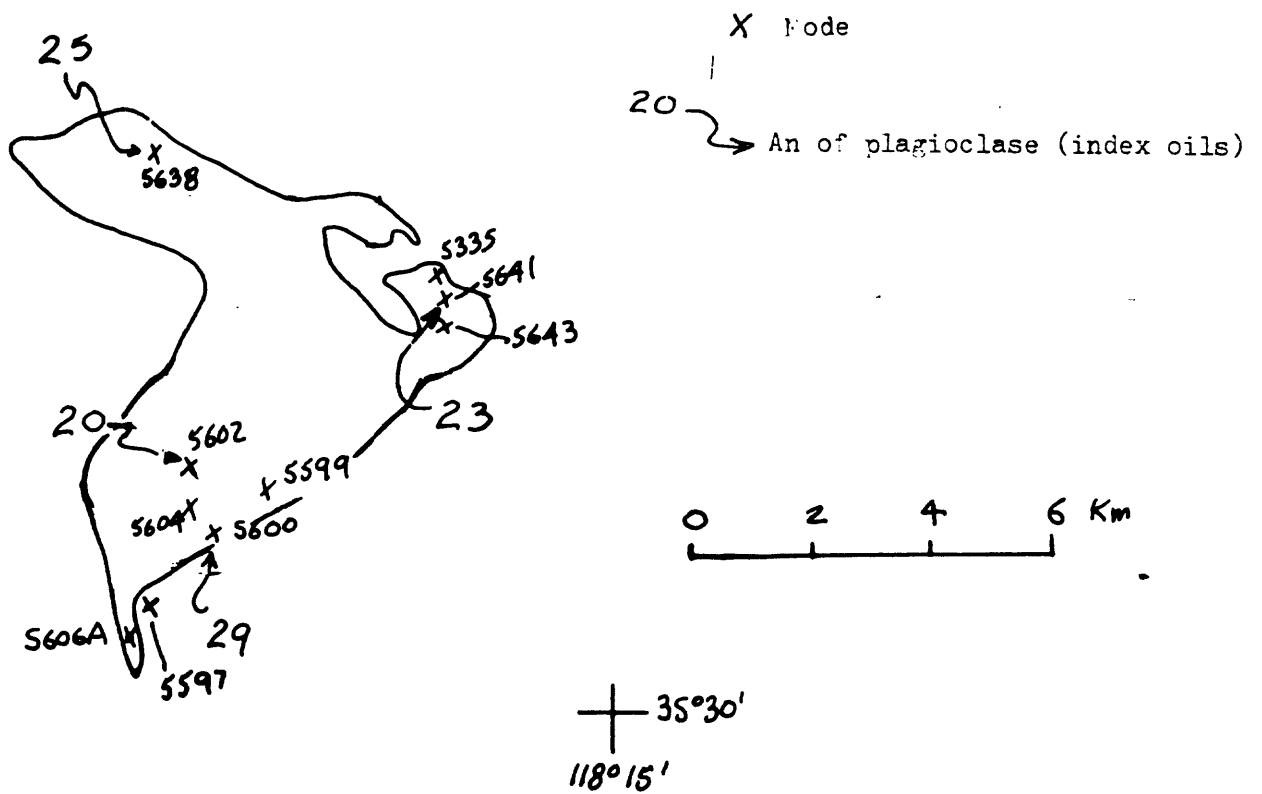 25
X Mode
20
An of plagioclase (index oils)
X
5638
5335
X
5641
X
X
5643
20
23
5602
X
5599
X
5604
X
X
5600
0 2 4 6 Km
X
5606A
X
29
5597
35°30'
118°15'